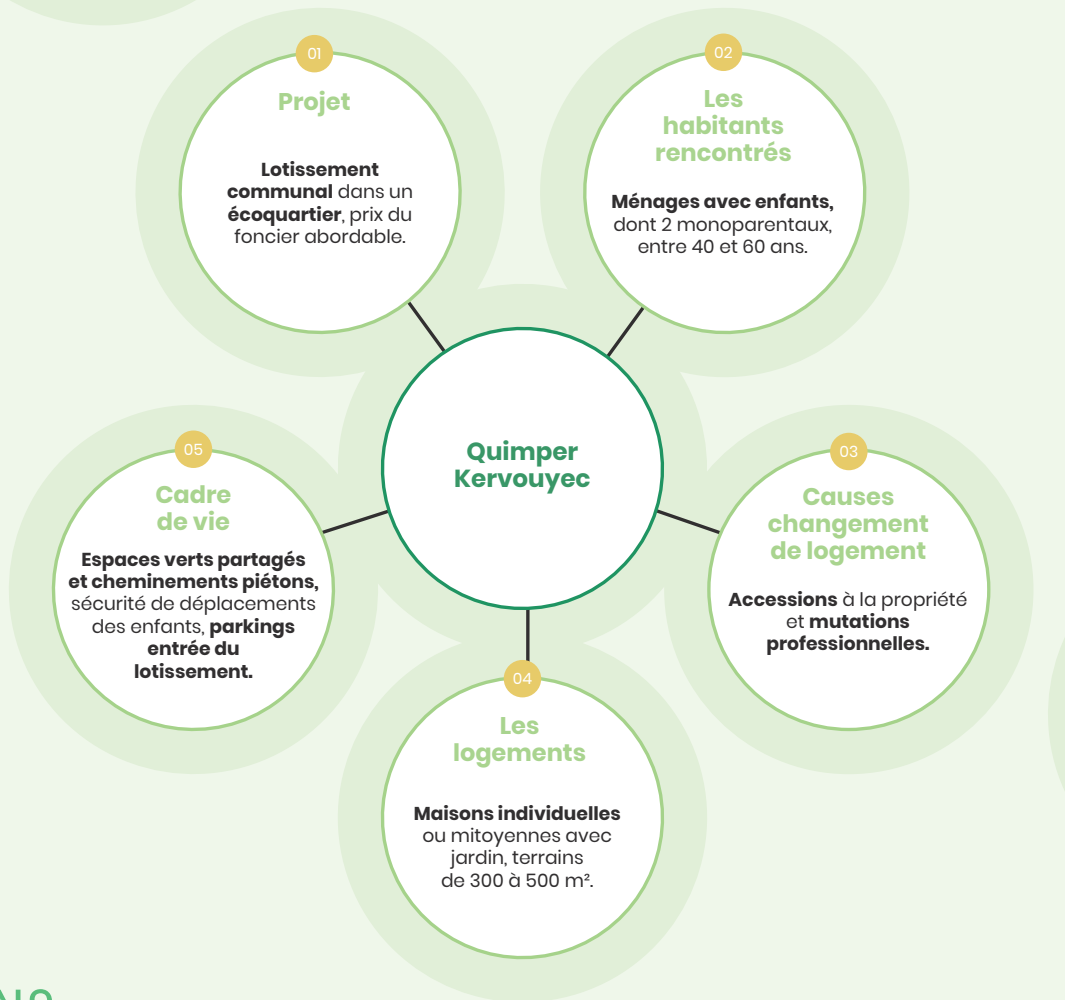 01
Projet
Lotissement
communal dans un
écoquartier, prix du
foncier abordable.
02
Les
habitants
rencontrés
Ménages avec enfants,
dont 2 monoparentaux,
entre 40 et 60 ans.
Quimper
Kervouyec
03
Causes
changement
de logement
Accessions à la propriété
et mutations
professionnelles.
04
Les
logements
Maisons individuelles
ou mitoyennes avec
jardin, terrains
de 300 à 500 m².
05
Cadre
de vie
Espaces verts partagés
et cheminements piétons,
sécurité de déplacements
des enfants, parkings
entrée du
lotissement.